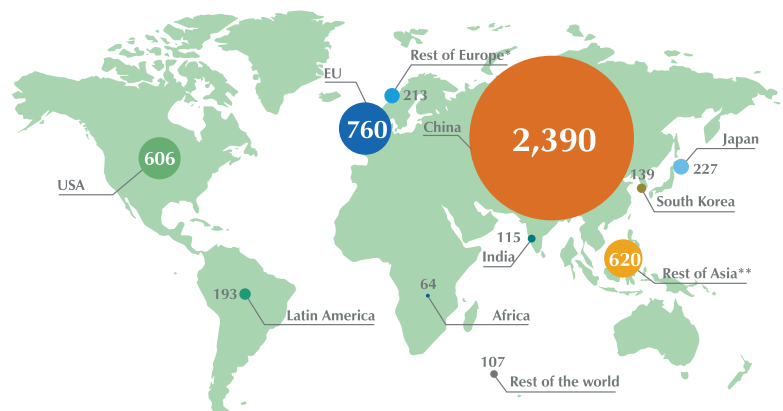 Rest of Europe*
213
EU
760
China
2,390
606
USA
Japan
227
139
South Korea
115
India
620
Rest of Asia**
193
Latin America
64
Africa
107
Rest of the world